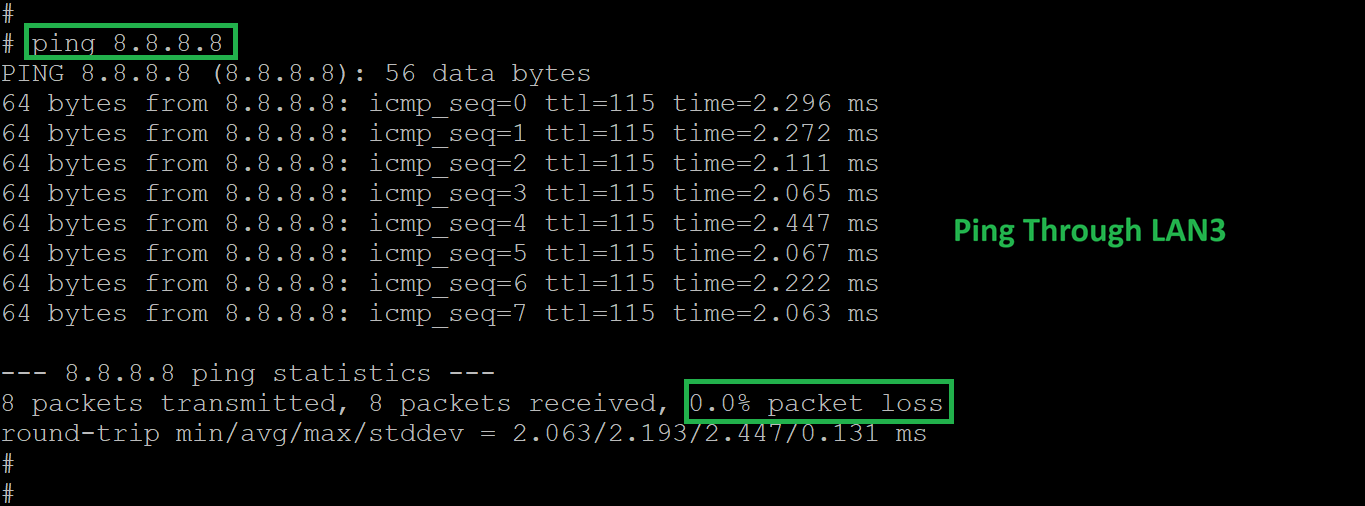 #
# ping 8.8.8.8
PING 8.8.8.8 (8.8.8.8): 56 data bytes
64 bytes from 8.8.8.8: icmp_seq=0 ttl=115 time=2.296 ms
64 bytes from 8.8.8.8: icmp_seq=1 ttl=115 time=2.272 ms
64 bytes from 8.8.8.8: icmp_seq=2 ttl=115 time=2.111 ms
64 bytes from 8.8.8.8: icmp_seq=3 ttl=115 time=2.065 ms
64 bytes from 8.8.8.8: icmp_seq=4 ttl=115 time=2.447 ms
64 bytes from 8.8.8.8: icmp_seq=5 ttl=115 time=2.067 ms
64 bytes from 8.8.8.8: icmp_seq=6 ttl=115 time=2.222 ms
64 bytes from 8.8.8.8: icmp_seq=7 ttl=115 time=2.063 ms
Ping Through LAN3
--- 8.8.8.8 ping statistics ---
8 packets transmitted, 8 packets received, 0.0% packet loss
round-trip min/avg/max/stddev = 2.063/2.193/2.447/0.131 ms
#
#